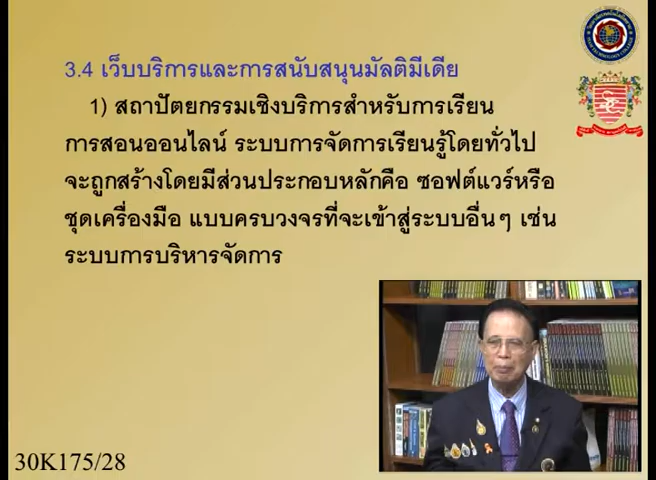 3.4 เว็บบริการและการสนับสนุนมัลติมีเดีย
1) สถาปัตยกรรมเชิงบริการสำหรับการเรียน
การสอนออนไลน์ ระบบการจัดการเรียนรู้โดยทั่วไป
จะถูกสร้างโดยมีส่วนประกอบหลักคือ ซอฟต์แวร์หรือ
ชุดเครื่องมือ แบบครบวงจรที่จะเข้าสู่ระบบอื่นๆ เช่น
ระบบการบริหารจัดการ
30K175/28